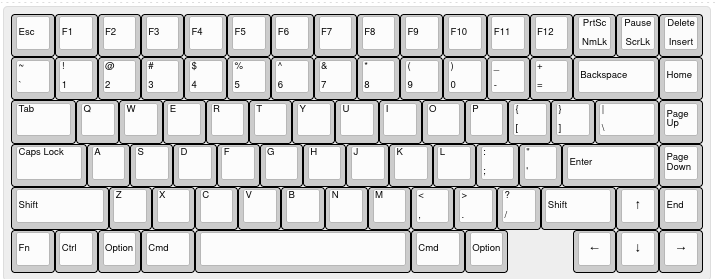 Esc F1 F2 F3 F4 F5 F6 F7 F8 F9 F10 F11 F12 PrtSc Pause Delete
NmLk ScrLk Insert
~ ! @ # $ % ^ & * ( ) _ + Backspace Home
` 1 2 3 4 5 6 7 8 9 0 - =
Tab Q W E R T Y U I O P { } | Page
[ ] \ Up
Caps Lock A S D F G H J K L : " Enter Page
; ' Down
Shift Z X C V B N M < > ? Shift ↑ End
, . /
Fn Ctrl Option Cmd Cmd Option ← ↓ →